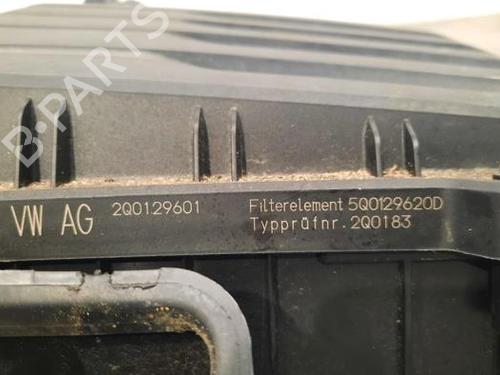 B-PARTS
VW AG 2Q0129601 Filterelement 5Q0129620D
Typprüfnr. 2Q0183